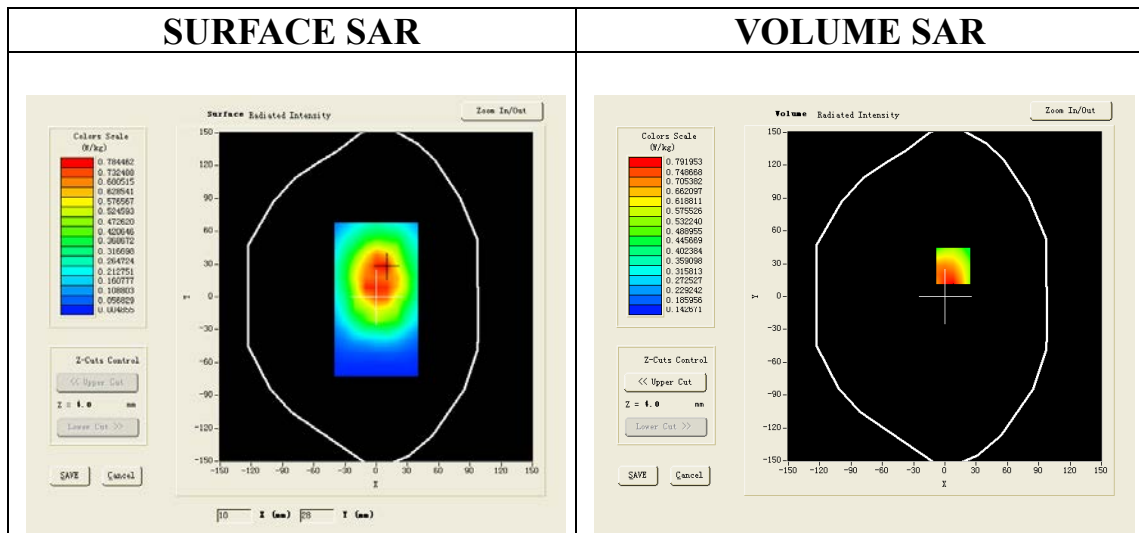 SURFACE SAR
Surface Radiated Intensity
Zoom In/Out
Colors Scale
(W/kg)
0.784462
0.732488
0.680515
0.628541
0.576567
0.524593
0.472620
0.420646
0.368672
0.316698
0.264724
0.212751
0.160777
0.108803
0.056829
0.004855
Z-Cuts Control
<< Upper Cut
Z = 4.0 mm
Lower Cut >>
SAVE Cancel
150
120
90
60
30
0
-30
-60
-90
-120
-150
Y
-150 -120 -90 -60 -30 0 30 60 90 120 150
X
10 X (mm) 28 Y (mm)
VOLUME SAR
Volume Radiated Intensity
Zoom In/Out
Colors Scale
(W/kg)
0.791953
0.748668
0.705382
0.662097
0.618811
0.575526
0.532240
0.488955
0.445669
0.402384
0.359098
0.315813
0.272527
0.229242
0.185956
0.142671
Z-Cuts Control
<< Upper Cut
Z = 4.0 mm
Lower Cut >>
SAVE Cancel
150
120
90
60
30
0
-30
-60
-90
-120
-150
Y
-150 -120 -90 -60 -30 0 30 60 90 120 150
X